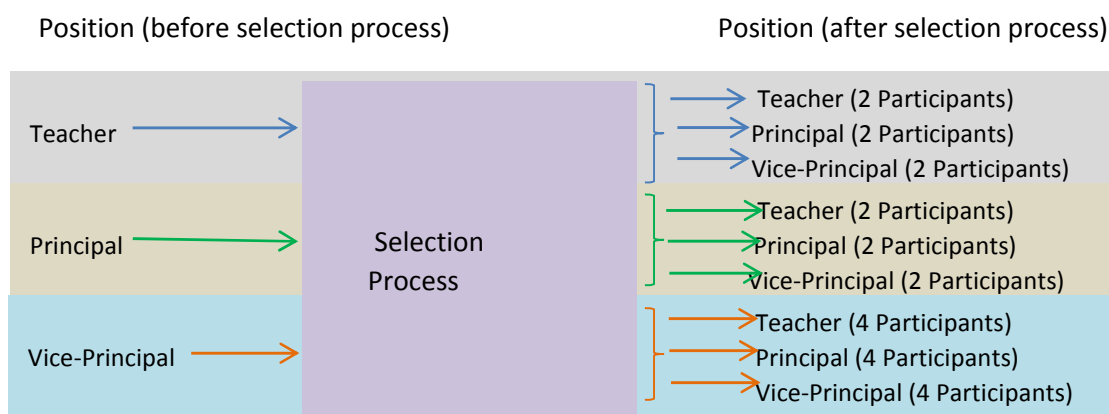 Position (before selection process)
Position (after selection process)
Teacher
Teacher (2 Participants)
Principal (2 Participants)
Vice-Principal (2 Participants)
Principal
Selection
Process
Teacher (2 Participants)
Principal (2 Participants)
Vice-Principal (2 Participants)
Vice-Principal
Teacher (4 Participants)
Principal (4 Participants)
Vice-Principal (4 Participants)